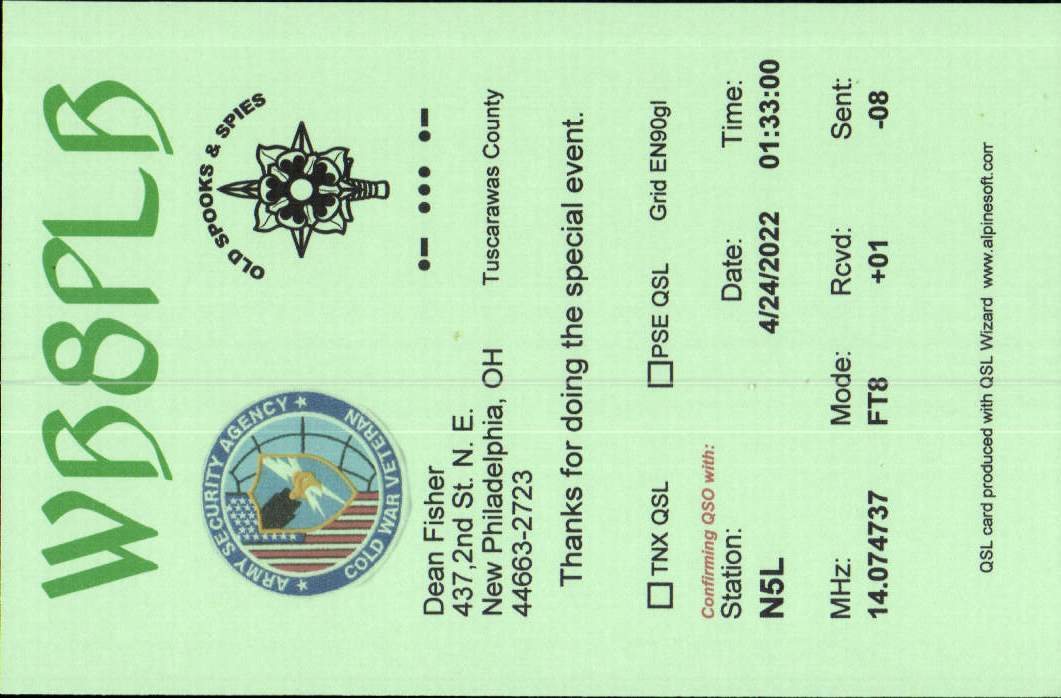 WB8PLB
ARMY SECURITY AGENCY
COLD WAR VETERAN
OLD SPOOKS & SPIES
Dean Fisher
437,2nd St. N. E.
New Philadelphia, OH Tuscarawas County
44663-2723
Thanks for doing the special event.
TNX QSL PSE QSL Grid EN90gl
Confirming QSO with:
Station: Date: Time:
N5L 4/24/2022 01:33:00
MHz: Mode: Rcvd: Sent:
14.074737 FT8 +01 -08
QSL card produced with QSL Wizard www.alpinesoft.com